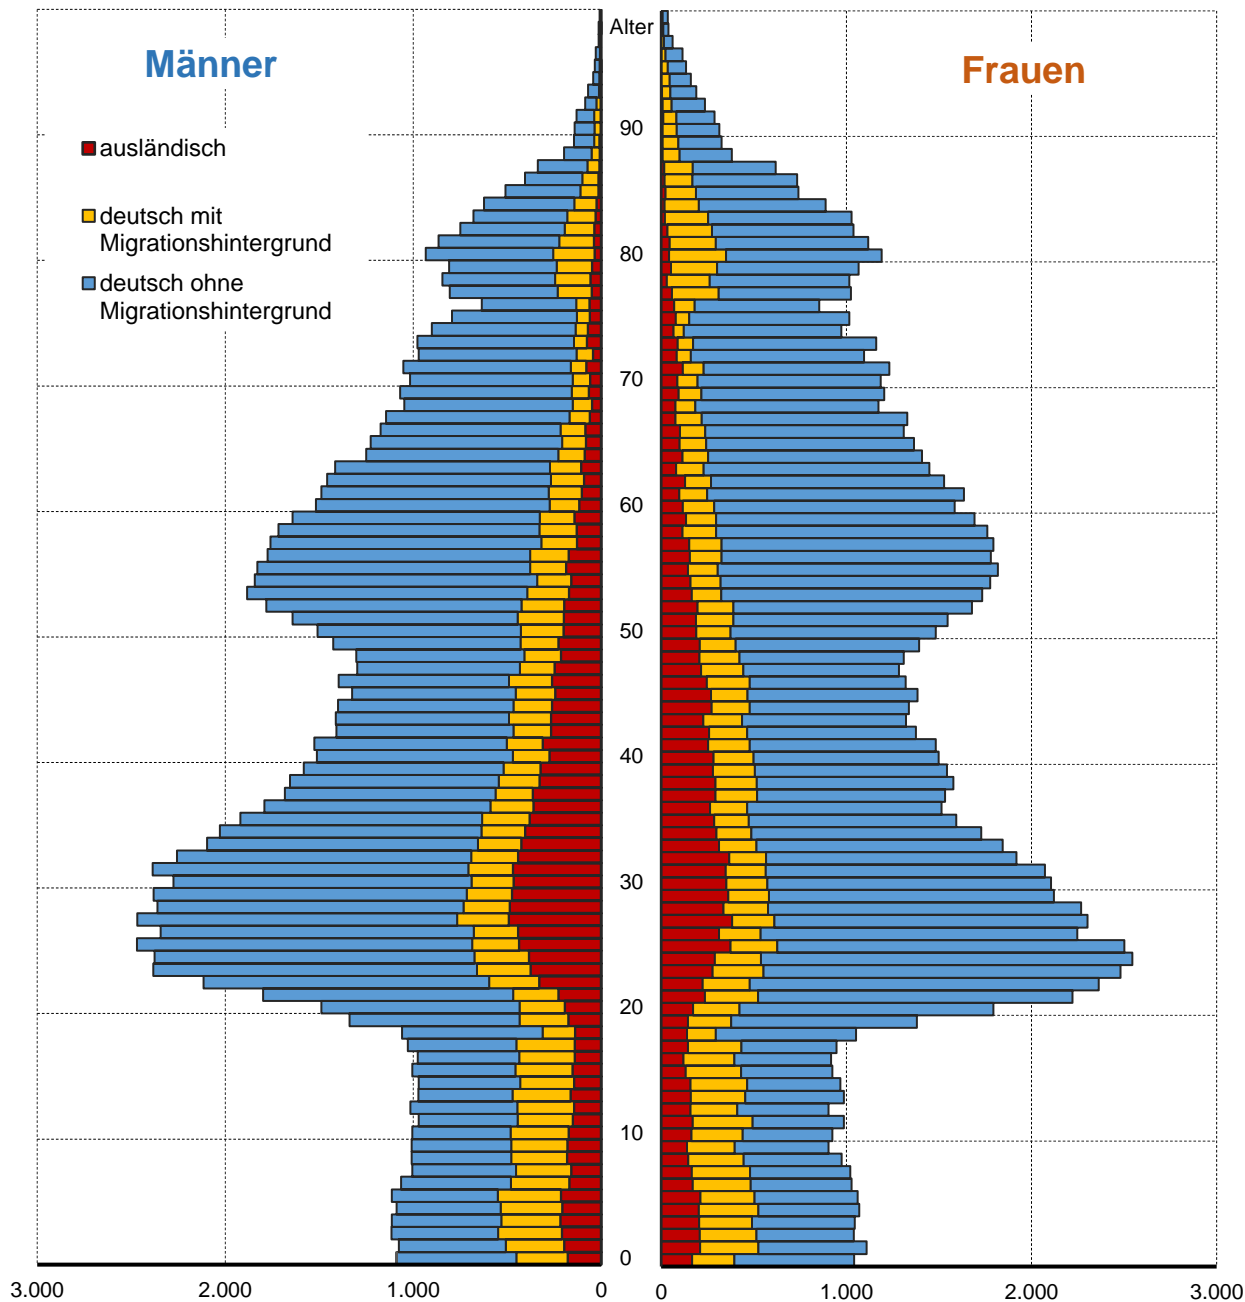 Alter
Männer
Frauen
ausländisch
deutsch mit
Migrationshintergrund
deutsch ohne
Migrationshintergrund
90
80
70
60
50
40
30
20
10
0
3.000 2.000 1.000 0 0 1.000 2.000 3.000